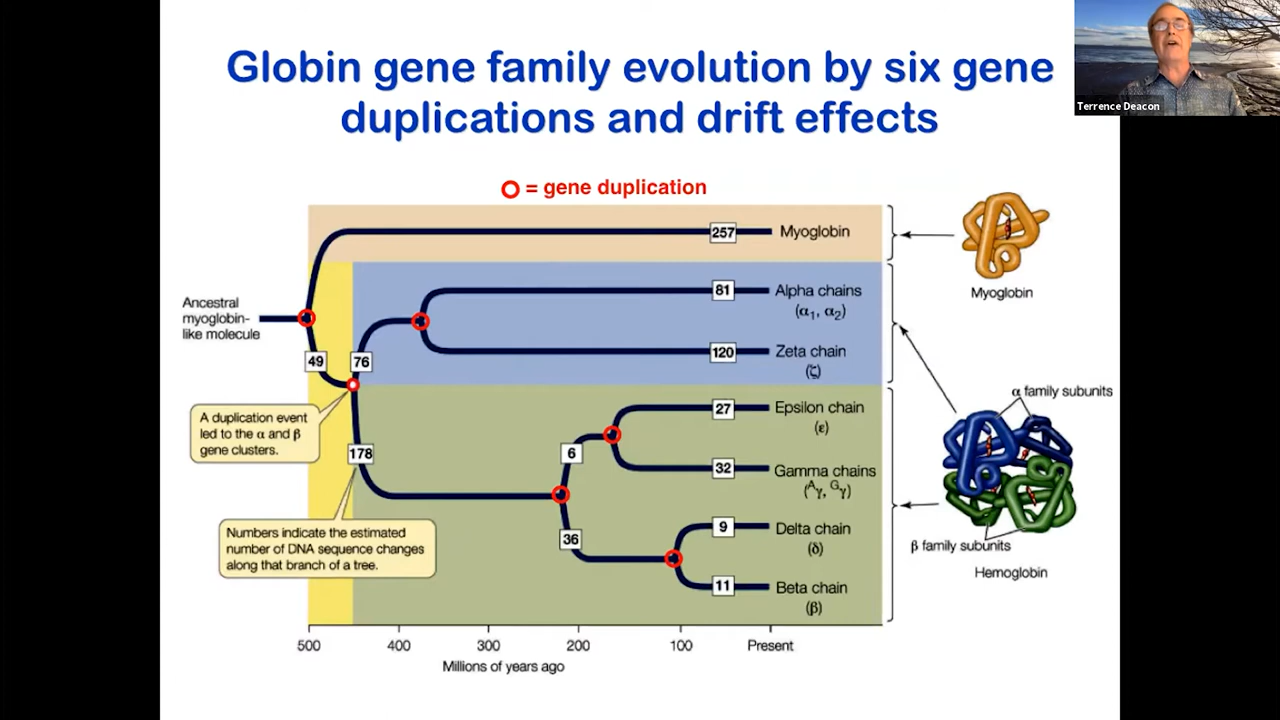 Globin gene family evolution by six gene
duplications and drift effects
Terrence Deacon
= gene duplication
257
Myoglobin
Myoglobin
Ancestral
myoglobin-
like molecule
49
76
81
Alpha chains
(α1, α2)
120
Zeta chain
(ζ)
A duplication event
led to the α and β
gene clusters.
178
Numbers indicate the estimated
number of DNA sequence changes
along that branch of a tree.
6
36
27
Epsilon chain
(ε)
32
Gamma chains
(ᴬγ, ᴳγ)
9
Delta chain
(δ)
11
Beta chain
(β)
α family subunits
β family subunits
Hemoglobin
500 400 300 200 100 Present
Millions of years ago